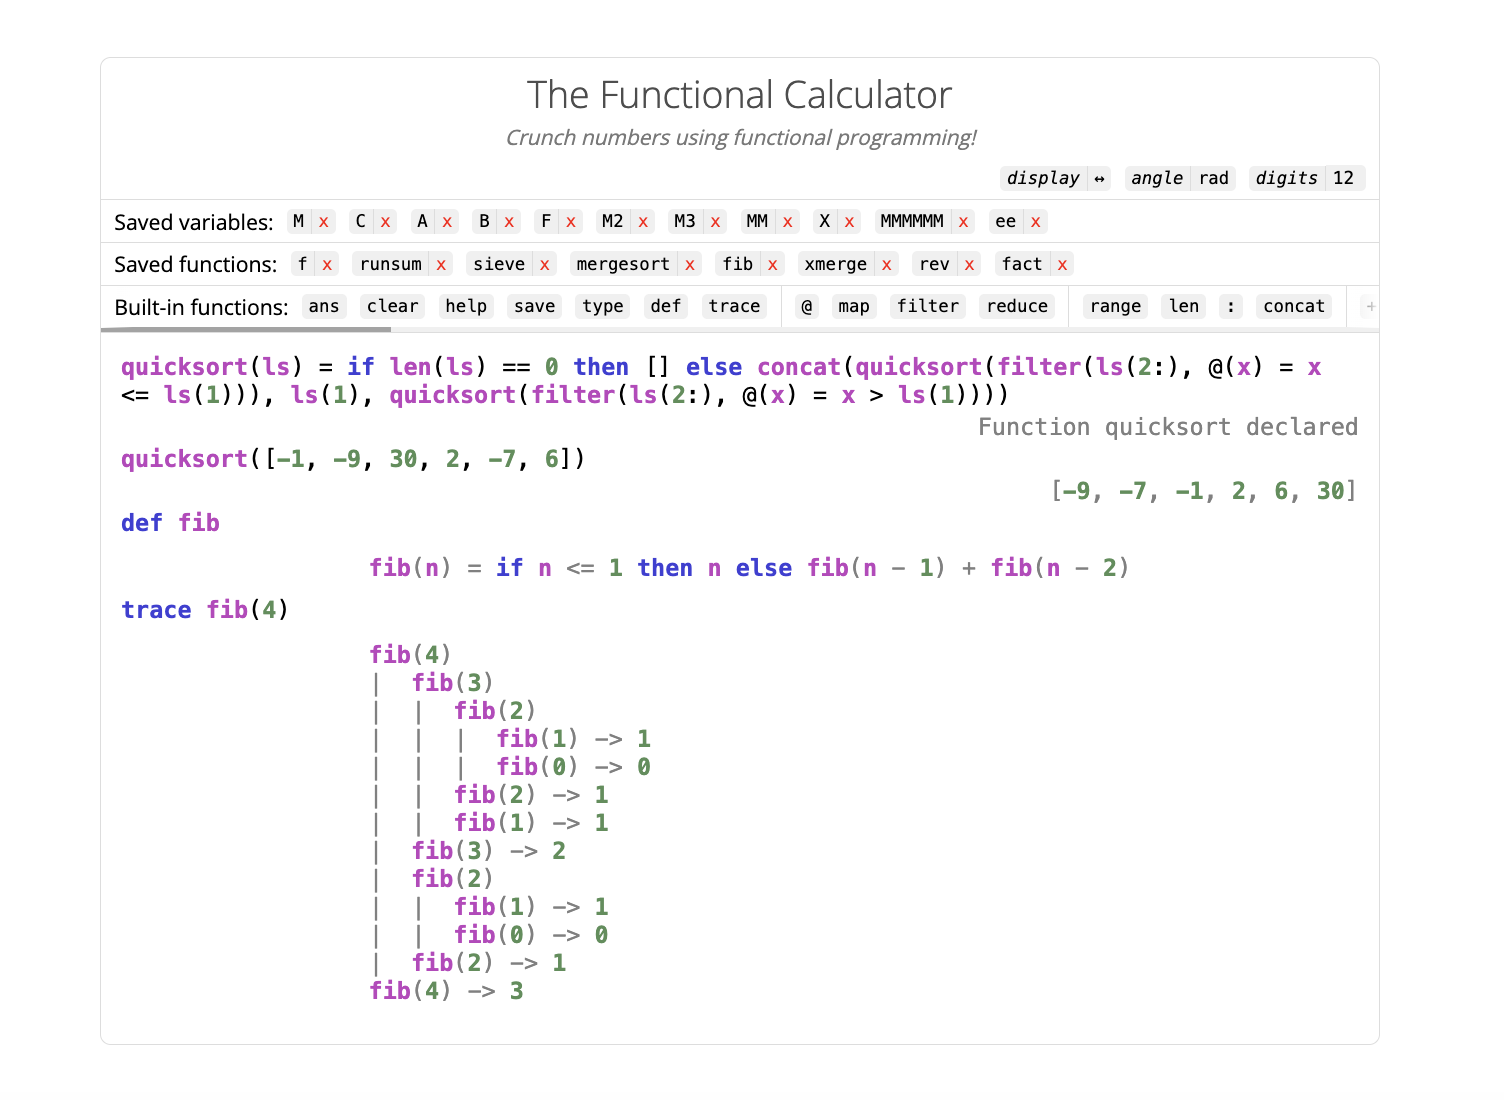 The Functional Calculator
Crunch numbers using functional programming!
display ↔ angle rad digits 12
Saved variables: M x C x A x B x F x M2 x M3 x MM x X x MMMMMM x ee x
Saved functions: f x runsum x sieve x mergesort x fib x xmerge x rev x fact x
Built-in functions: ans clear help save type def trace @ map filter reduce range len : concat +
quicksort(ls) = if len(ls) == 0 then [] else concat(quicksort(filter(ls(2:), @(x) = x
<= ls(1))), ls(1), quicksort(filter(ls(2:), @(x) = x > ls(1))))
Function quicksort declared
quicksort([-1, -9, 30, 2, -7, 6])
[-9, -7, -1, 2, 6, 30]
def fib
fib(n) = if n <= 1 then n else fib(n - 1) + fib(n - 2)
trace fib(4)
fib(4)
| fib(3)
| | fib(2)
| | | fib(1) -> 1
| | | fib(0) -> 0
| | fib(2) -> 1
| | fib(1) -> 1
| fib(3) -> 2
| fib(2)
| | fib(1) -> 1
| | fib(0) -> 0
| fib(2) -> 1
fib(4) -> 3